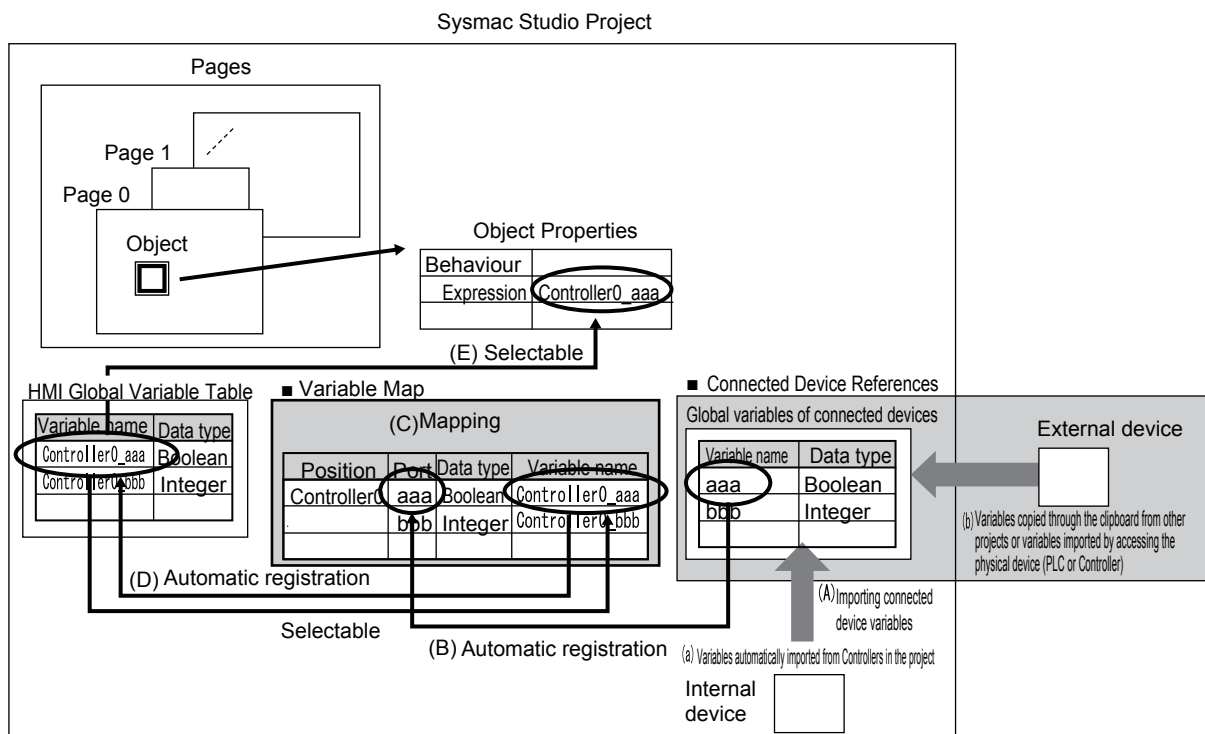 Sysmac Studio Project
Pages
Page 1
Page 0
Object
Object Properties
Behaviour
Expression Controller0_aaa
(E) Selectable
HMI Global Variable Table
Variable name Data type
Controller0_aaa Boolean
Controller0_bbb Integer
■ Variable Map
(C)Mapping
Position Port Data type Variable name
Controller0 aaa Boolean Controller0_aaa
bbb Integer Controller0_bbb
■ Connected Device References
Global variables of connected devices
Variable name Data type
aaa Boolean
bbb Integer
External device
(b) Variables copied through the clipboard from other
projects or variables imported by accessing the
physical device (PLC or Controller)
(D) Automatic registration
Selectable
(B) Automatic registration
(A)Importing connected
device variables
(a) Variables automatically imported from Controllers in the project
Internal
device